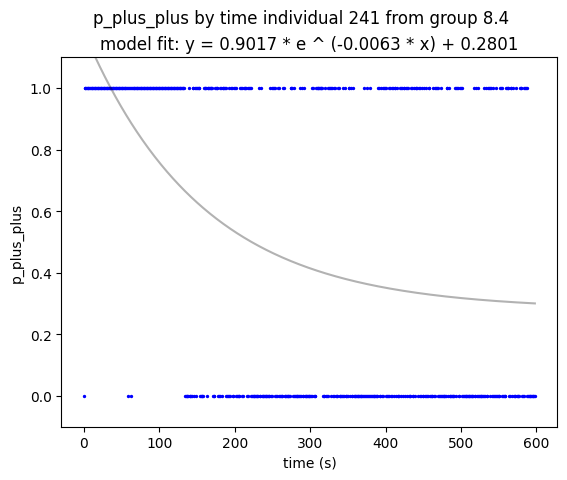 p_plus_plus by time individual 241 from group 8.4
model fit: y = 0.9017 * e ^ (-0.0063 * x) + 0.2801
1.0
0.8
0.6
0.4
0.2
0.0
p_plus_plus
0 100 200 300 400 500 600
time (s)